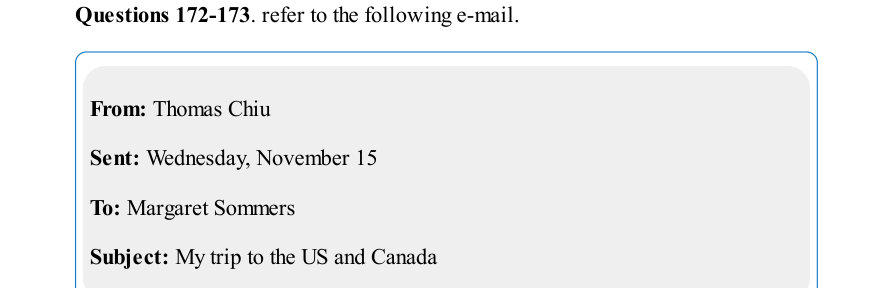 Questions 172-173. refer to the following e-mail.
From: Thomas Chiu
Sent: Wednesday, November 15
To: Margaret Sommers
Subject: My trip to the US and Canada